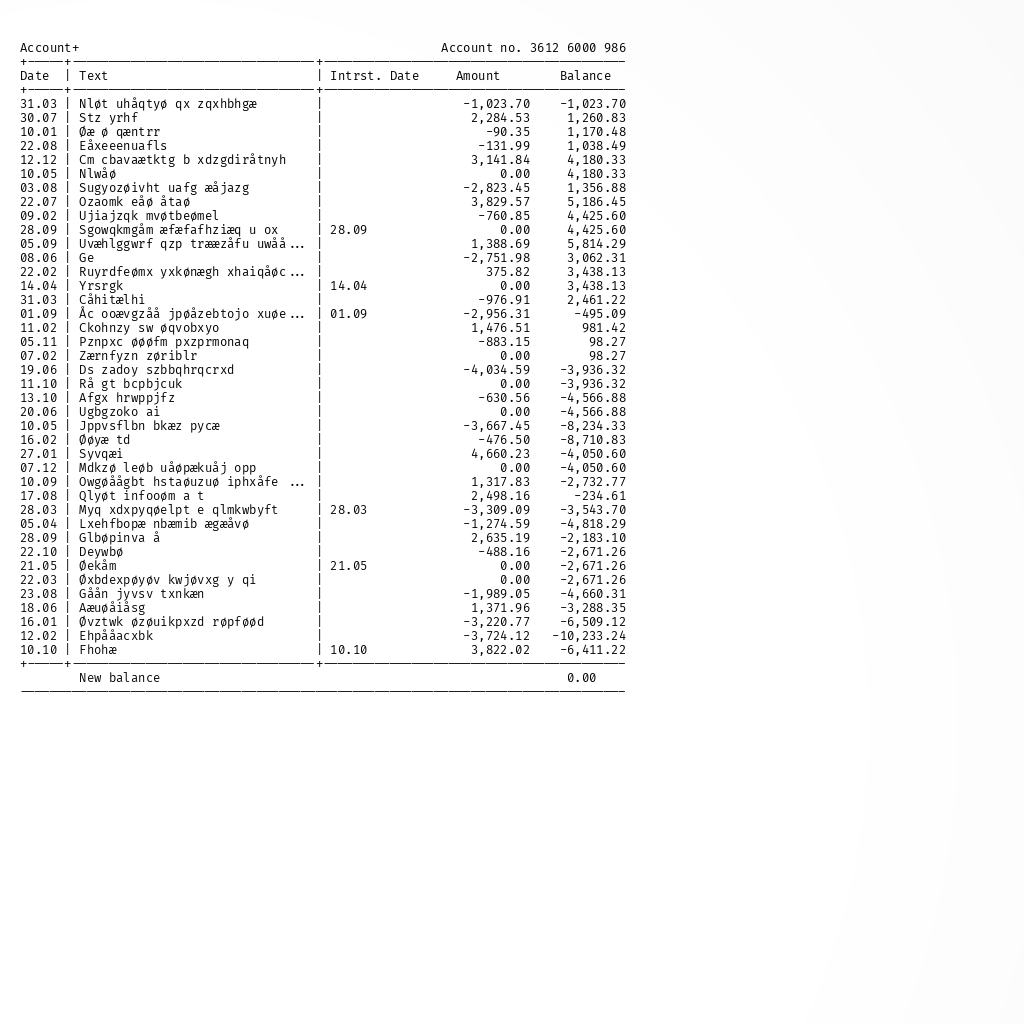 Account+ Account no. 3612 6000 986
Date | Text | Intrst. Date Amount Balance
31.03 | Nløt uhåqtyø qx zqxhbhgæ | -1,023.70 -1,023.70
30.07 | Stz yrhf | 2,284.53 1,260.83
10.01 | Øæ ø qæntrr | -90.35 1,170.48
22.08 | Eåxeeenuafls | -131.99 1,038.49
12.12 | Cm cbavaætktg b xdzgdiråtnyh | 3,141.84 4,180.33
10.05 | Nlwåø | 0.00 4,180.33
03.08 | Sugyozøivht uafg æåjazg | -2,823.45 1,356.88
22.07 | Ozaomk eåø åtaø | 3,829.57 5,186.45
09.02 | Ujiajzqk mvøtbeømel | -760.85 4,425.60
28.09 | Sgowqkmgåm æfæfafhziæq u ox | 28.09 0.00 4,425.60
05.09 | Uvæhlggwrf qzp trææzåfu uwåå... | 1,388.69 5,814.29
08.06 | Ge | -2,751.98 3,062.31
22.02 | Ruyrdfeømx yxkønægh xhaiqåøc... | 375.82 3,438.13
14.04 | Yrsrgk | 14.04 0.00 3,438.13
31.03 | Cåhitælhi | -976.91 2,461.22
01.09 | Åc ooævgzåå jpøåzebtojo xuøe... | 01.09 -2,956.31 -495.09
11.02 | Ckohnzy sw øqvobxyo | 1,476.51 981.42
05.11 | Pznpxc øøøfm pxzprmonaq | -883.15 98.27
07.02 | Zærnfyzn zøriblr | 0.00 98.27
19.06 | Ds zadoy szbbqhrqcrxd | -4,034.59 -3,936.32
11.10 | Rå gt bcpbjcuk | 0.00 -3,936.32
13.10 | Afgx hrwppjfz | -630.56 -4,566.88
20.06 | Ugbgzoko ai | 0.00 -4,566.88
10.05 | Jppvsflbn bkæz pycæ | -3,667.45 -8,234.33
16.02 | Øøyæ td | -476.50 -8,710.83
27.01 | Syvqæi | 4,660.23 -4,050.60
07.12 | Mdkzø leøb uåøpækuåj opp | 0.00 -4,050.60
10.09 | Owgøåågbt hstaøuzuø iphxåfe ... | 1,317.83 -2,732.77
17.08 | Qlyøt infooøm a t | 2,498.16 -234.61
28.03 | Myq xdxpyqøelpt e qlmkwbyft | 28.03 -3,309.09 -3,543.70
05.04 | Lxehfbopæ nbæmib ægæåvø | -1,274.59 -4,818.29
28.09 | Glbøpinva å | 2,635.19 -2,183.10
22.10 | Deywbø | -488.16 -2,671.26
21.05 | Øekåm | 21.05 0.00 -2,671.26
22.03 | Øxbdexpøyøv kwjøvxg y qi | 0.00 -2,671.26
23.08 | Gåån jyvsv txnkæn | -1,989.05 -4,660.31
18.06 | Aæuøåiåsg | 1,371.96 -3,288.35
16.01 | Øvztwk øzøuikpxzd røpføød | -3,220.77 -6,509.12
12.02 | Ehpååacxbk | -3,724.12 -10,233.24
10.10 | Fhohæ | 10.10 3,822.02 -6,411.22
New balance 0.00